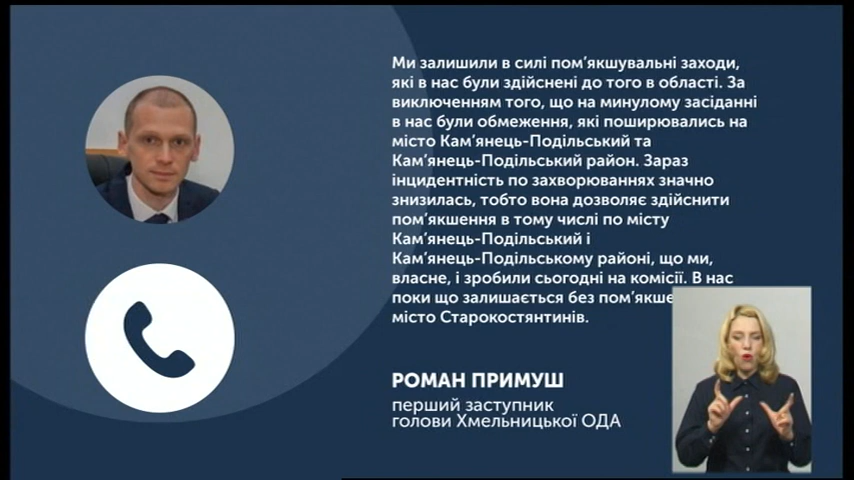 Ми залишили в силі пом’якшувальні заходи,
які в нас були здійснені до того в області. За
виключенням того, що на минулому засіданні
в нас були обмеження, які поширювались на
місто Кам’янець-Подільський та
Кам’янець-Подільський район. Зараз
інцидентність по захворюваннях значно
знизилась, тобто вона дозволяє здійснити
пом’якшення в тому числі по місту
Кам’янець-Подільський і
Кам’янець-Подільському районі, що ми,
власне, і зробили сьогодні на комісії. В нас
поки що залишається без
місто Старокостянтинів.
РОМАН ПРИМУШ
перший заступник
голови Хмельницької ОДА